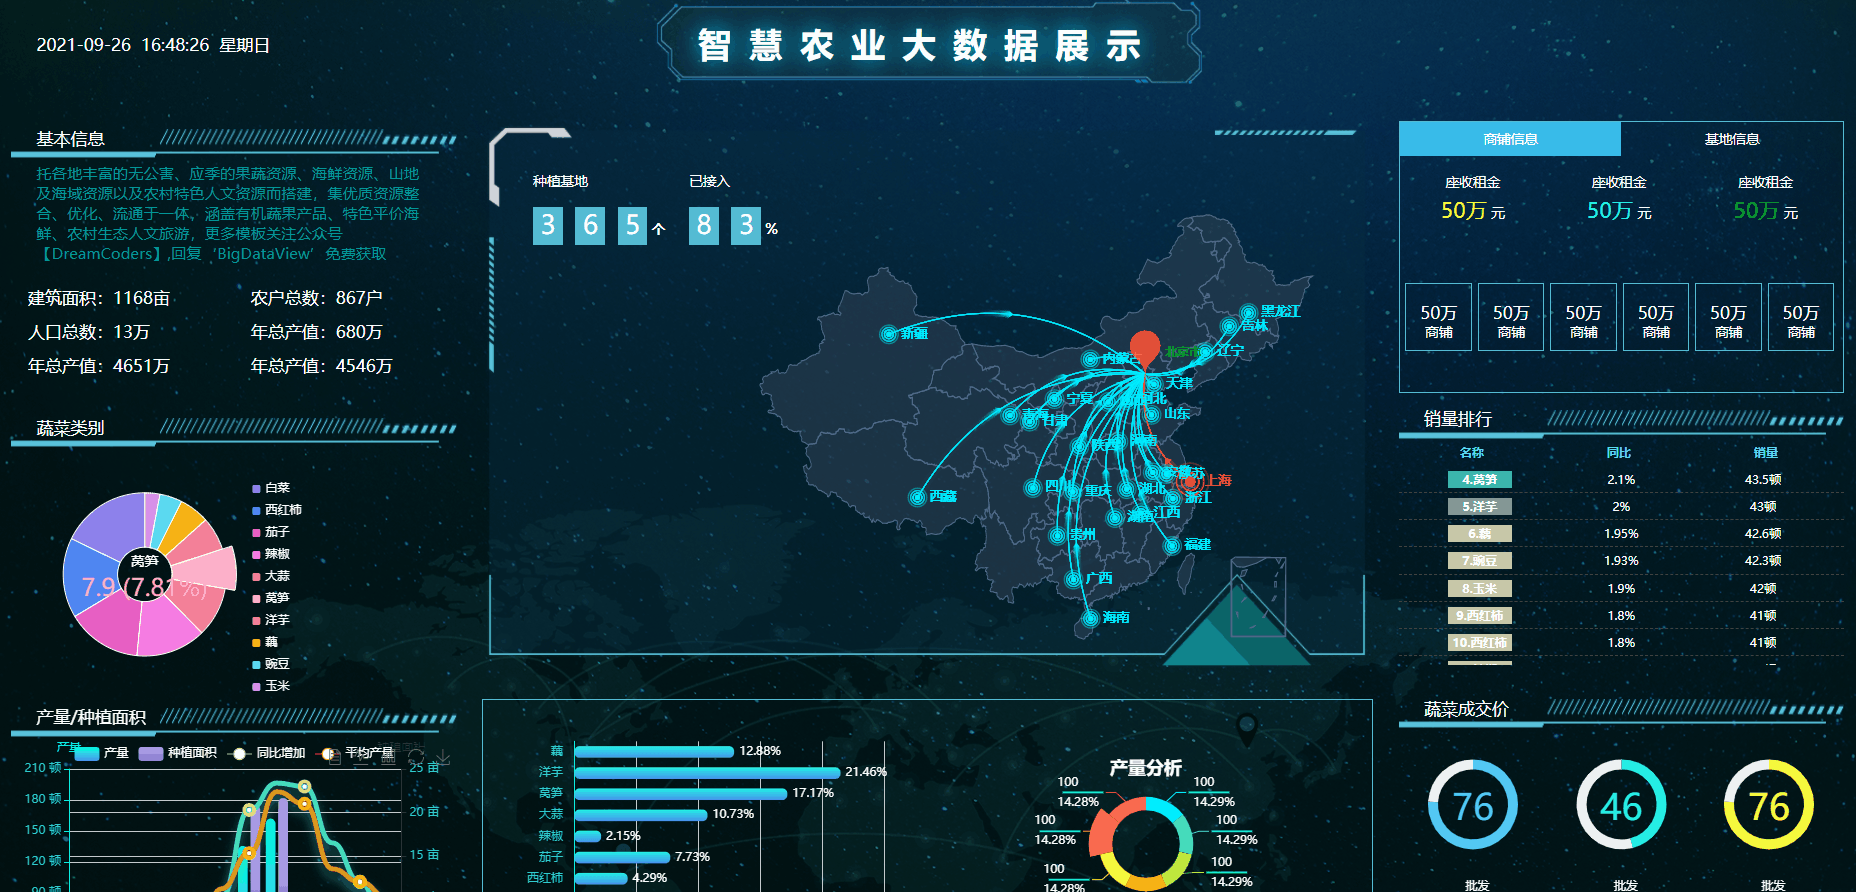 智慧农业大数据展示
2021-09-26 16:48:26 星期日
基本信息
托各地丰富的无公害、应季的果蔬资源、海鲜资源、山地
及海域资源以及农村特色人文资源而搭建，集优质资源整
合、优化、流通于一体。涵盖有机蔬果产品、特色平价海
鲜、农村生态人文旅游，更多模板关注公众号
【DreamCoders】,回复‘BigDataView’免费获取
建筑面积：1168亩 农户总数：867户
人口总数：13万 年总产值：680万
年总产值：4651万 年总产值：4546万
蔬菜类别
莴笋
7.9 (7.81%)
白菜
西红柿
茄子
辣椒
大蒜
莴笋
洋芋
藕
豌豆
玉米
产量/种植面积
产量
产量 种植面积 同比增加 平均产量
210 顿 25 亩
180 顿 20 亩
150 顿 15 亩
120 顿
90 顿
种植基地 已接入
365个 83%
黑龙江
吉林
新疆
辽宁
内蒙古
北京市
天津
宁夏
河北
青海
山东
甘肃
陕西
河南
安徽
江苏
上海
四川
重庆
湖北
浙江
西藏
江西
湖南
贵州
福建
广西
海南
藕 12.88%
洋芋 21.46%
莴笋 17.17%
大蒜 10.73%
辣椒 2.15%
茄子 7.73%
西红柿 4.29%
产量分析
100 100
14.28% 14.29%
100 100
14.28% 14.29%
100 100
14.28% 14.29%
商铺信息 基地信息
座收租金 座收租金 座收租金
50万元 50万元 50万元
50万 50万 50万 50万 50万 50万
商铺 商铺 商铺 商铺 商铺 商铺
销量排行
名称 同比 销量
4.莴笋 2.1% 43.5顿
5.洋芋 2% 43顿
6.藕 1.95% 42.6顿
7.豌豆 1.93% 42.3顿
8.玉米 1.9% 42顿
9.西红柿 1.8% 41顿
10.西红柿 1.8% 41顿
蔬菜成交价
76 46 76
批发 批发 批发